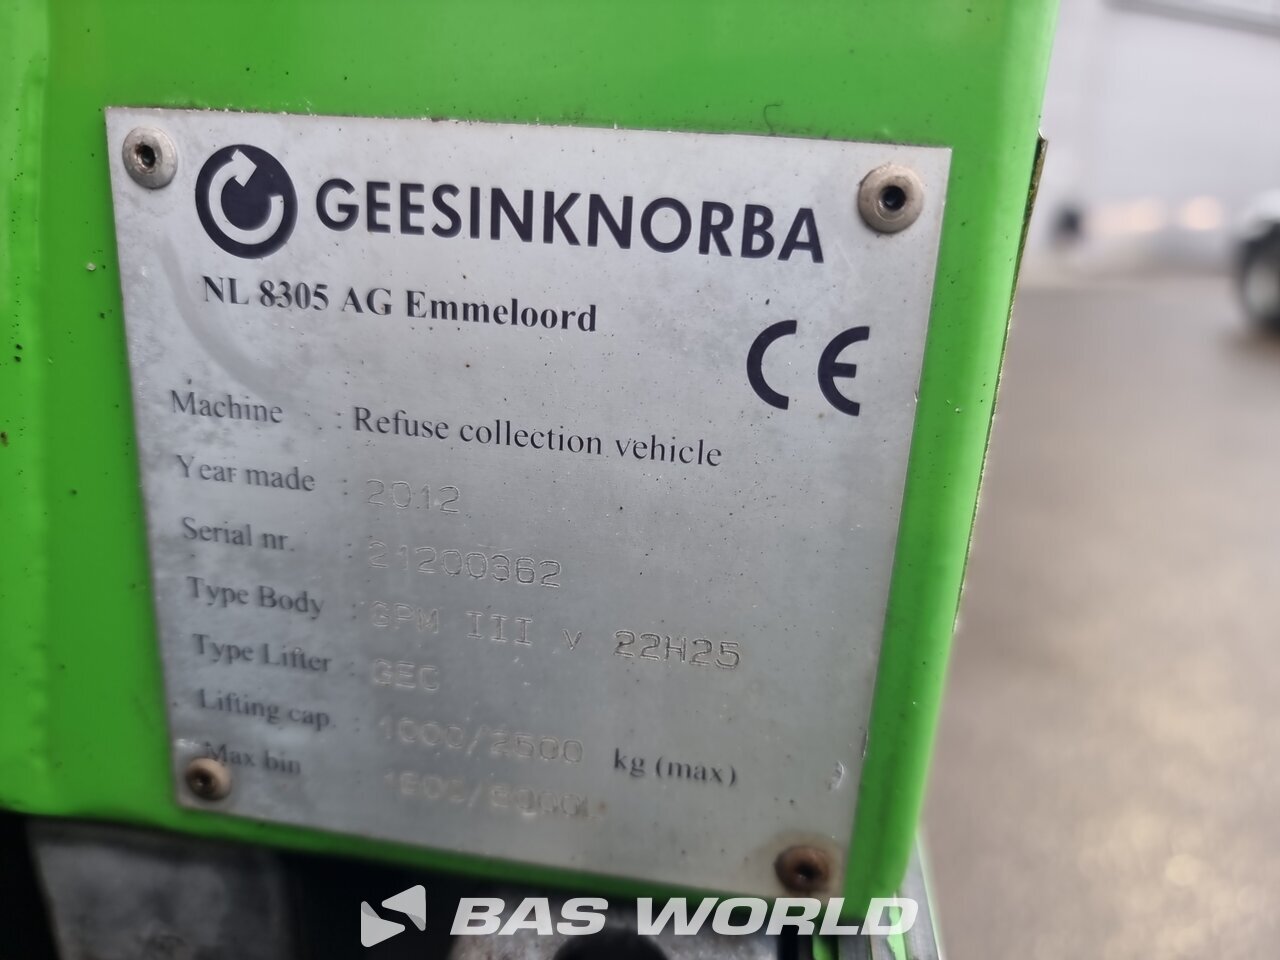 GEESINKNORBA
NL 8305 AG Emmeloord
CE
Machine : Refuse collection vehicle
Year made : 2012
Serial nr. : 21200362
Type Body : GPM III v 22H25
Type Lifter : GEC
Lifting cap. : 1000/2500 kg (max)
Max bin
BAS WORLD